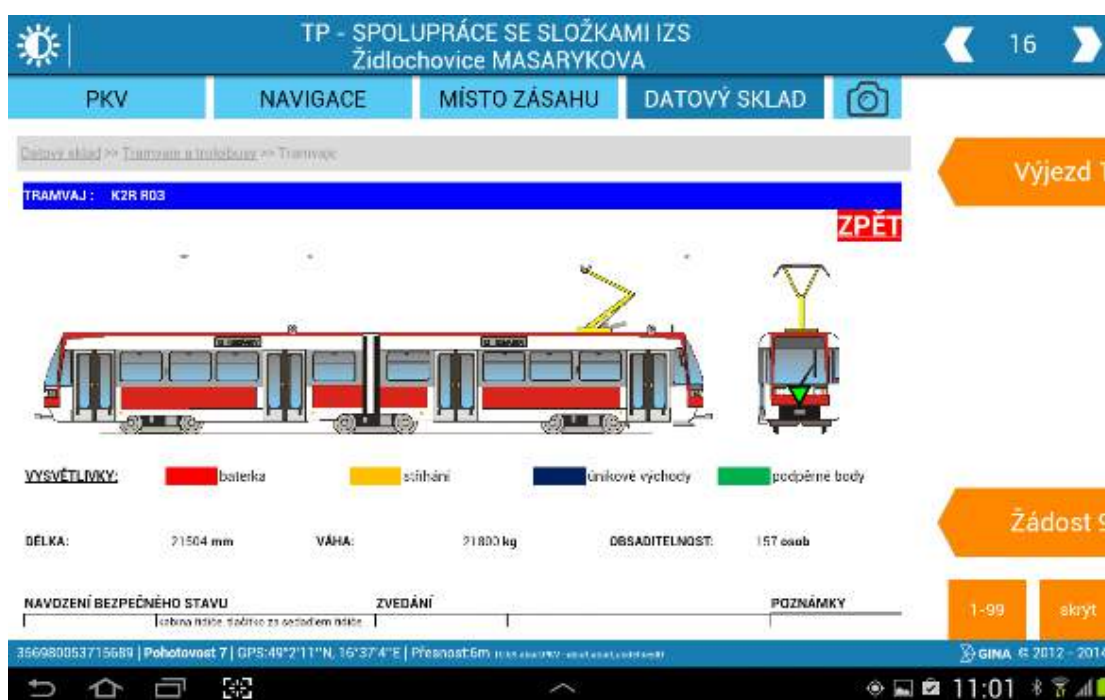 TP - SPOLUPRÁCE SE SLOŽKAMI IZS
Židlochovice MASARYKOVA
16
PKV
NAVIGACE
MÍSTO ZÁSAHU
DATOVÝ SKLAD
Datový sklad >> Tramvaje a trolejbusy >> Tramvaje
Výjezd 1
TRAMVAJ : K2R R03
ZPĚT
VYSVĚTLIVKY:
baterka
stříhání
únikové východy
podpěrné body
Žádost 9
DÉLKA: 21504 mm
VÁHA: 21800 kg
OBSADITELNOST: 157 osob
NAVOZENÍ BEZPEČNÉHO STAVU
ZVEDÁNÍ
POZNÁMKY
kabina řidiče tlačítko za sedadlem řidiče
1-99
skrýt
356980053715689 | Pohotovost 7 | GPS:49°2'11"N, 16°37'4"E | Přesnost:6m
GINA © 2012 - 2014
11:01